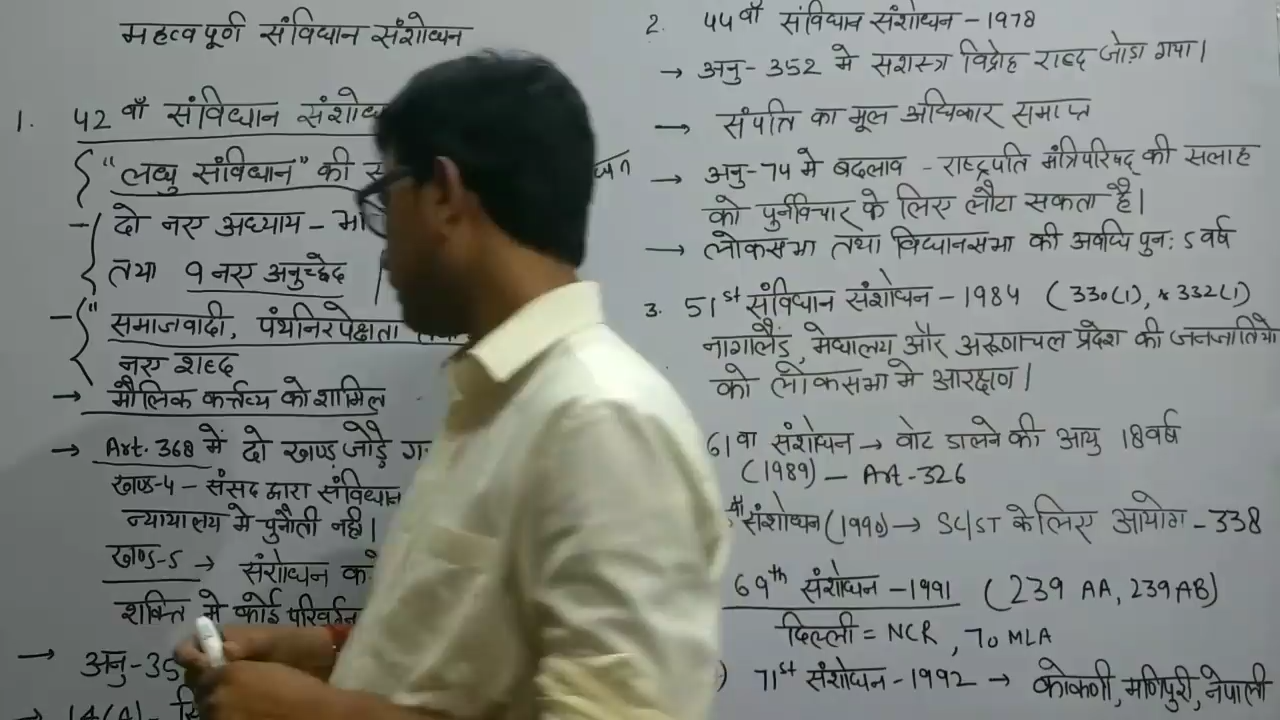 महत्वपूर्ण संविधान संशोधन
1. 42 वाँ संविधान
"लघु संविधान" की
- दो नए अध्याय -
तथा 9 नए अनुच्छेद
- "समाजवादी, पंथनिरपेक्षता
नए शब्द
→ मौलिक कर्त्तव्य को शामिल
→ Art. 368 में दो खण्ड जोड़े
खण्ड-4 - संसद द्वारा संविधान
न्यायालय मे चुनौती नही।
खण्ड-5 → संशोधन
शक्ति मे कोई परिवर्तन
→ अनु-
→
2. 44 वाँ संविधान संशोधन - 1978
→ अनु- 352 मे सशस्त्र विद्रोह शब्द जोड़ा गया।
→ संपति का मूल अधिकार समाप्त
→ अनु-74 मे बदलाव - राष्ट्रपति मंत्रिपरिषद् की सलाह
को पुर्नविचार के लिए लौटा सकता है।
→ लोकसभा तथा विधानसभा की अवधि पुन: 5 वर्ष
3. 51st संविधान संशोधन - 1984 (330(1), 332(1)
नागालैंड, मेघालय और अरूणाचल प्रदेश की जनजातियो
को लोकसभा मे आरक्षण।
61 वा संशोधन → वोट डालने की आयु 18 वर्ष
(1989) - Art-326
संशोधन (1990) → SC/ST के लिए आयोग - 338
69th संशोधन - 1991 (239 AA, 239 AB)
दिल्ली = NCR, 70 MLA
) 71st संशोधन - 1992 → कोकणी, मणिपुरी, नेपाली